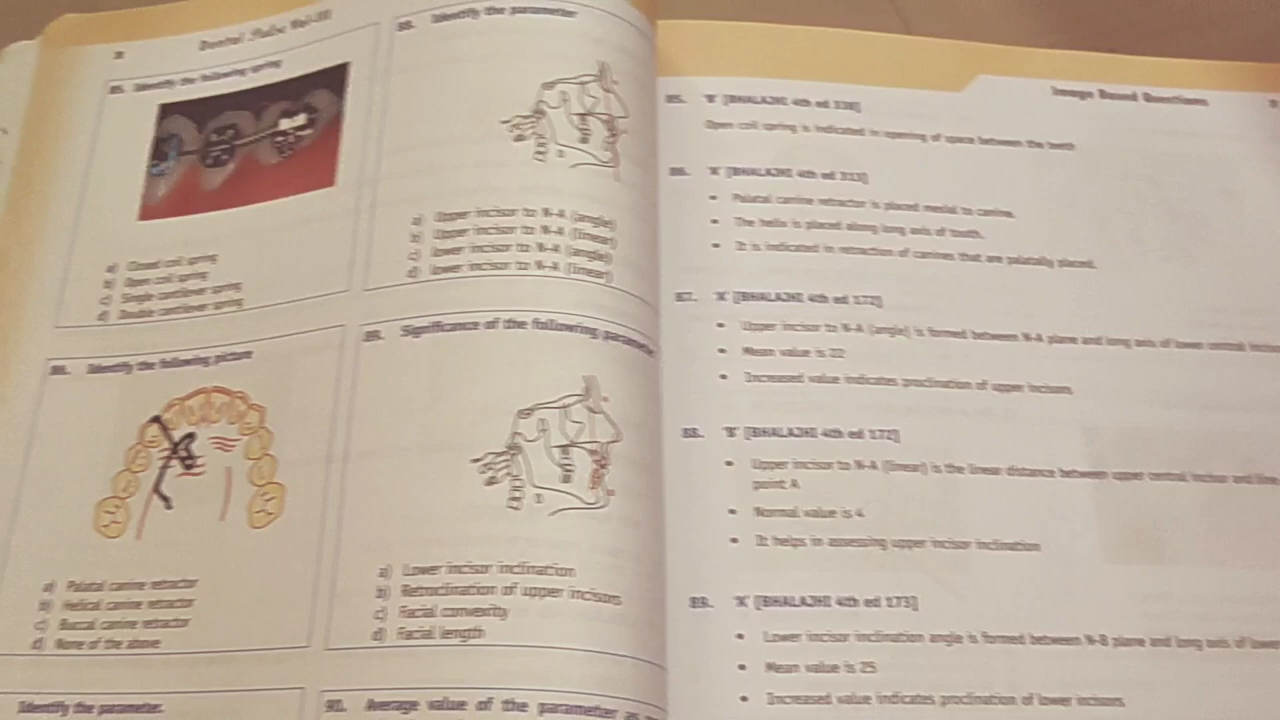 Dental Pulse Vol-III
85. Identify the following spring
a) Closed coil spring
b) Open coil spring
c) Single cantilever spring
d) Double cantilever spring
86. Identify the following picture
a) Palatal canine retractor
b) Helical canine retractor
c) Buccal canine retractor
d) None of the above
Identify the parameter.
88. Identify the parameter
a) Upper incisor to N-A (angle)
b) Upper incisor to N-A (linear)
c) lower incisor to N-A (angle)
d) lower incisor to N-A (linear)
89. Significance of the following
a) Lower incisor inclination
b) Retroclination of upper incisors
c) Facial convexity
d) Facial length
Average value of the parameter
Image Based Questions
85. 'B' [BHALAJHI 4th ed 338]
Open coil spring is indicated in opening of space between the teeth
86. 'A' [BHALAJHI 4th ed 313]
• Palatal canine retractor is placed mesial to canine.
• The helix is placed along long axis of tooth.
• It is indicated in retraction of canines that are palatally placed.
87. 'A' [BHALAJHI 4th ed 172]
• Upper incisor to N-A (angle) is formed between N-A plane and long axis of lower central
• Mean value is 22
• Increased value indicates proclination of upper incisors
88. 'B' [BHALAJHI 4th ed 172]
• Upper incisor to N-A (linear) is the linear distance between upper central incisor and
point A
• Normal value is 4
• It helps in assessing upper incisor inclination
89. 'A' [BHALAJHI 4th ed 173]
• Lower incisor inclination angle is formed between N-B plane and long axis of
• Mean value is 25
• Increased value indicates proclination of lower incisors